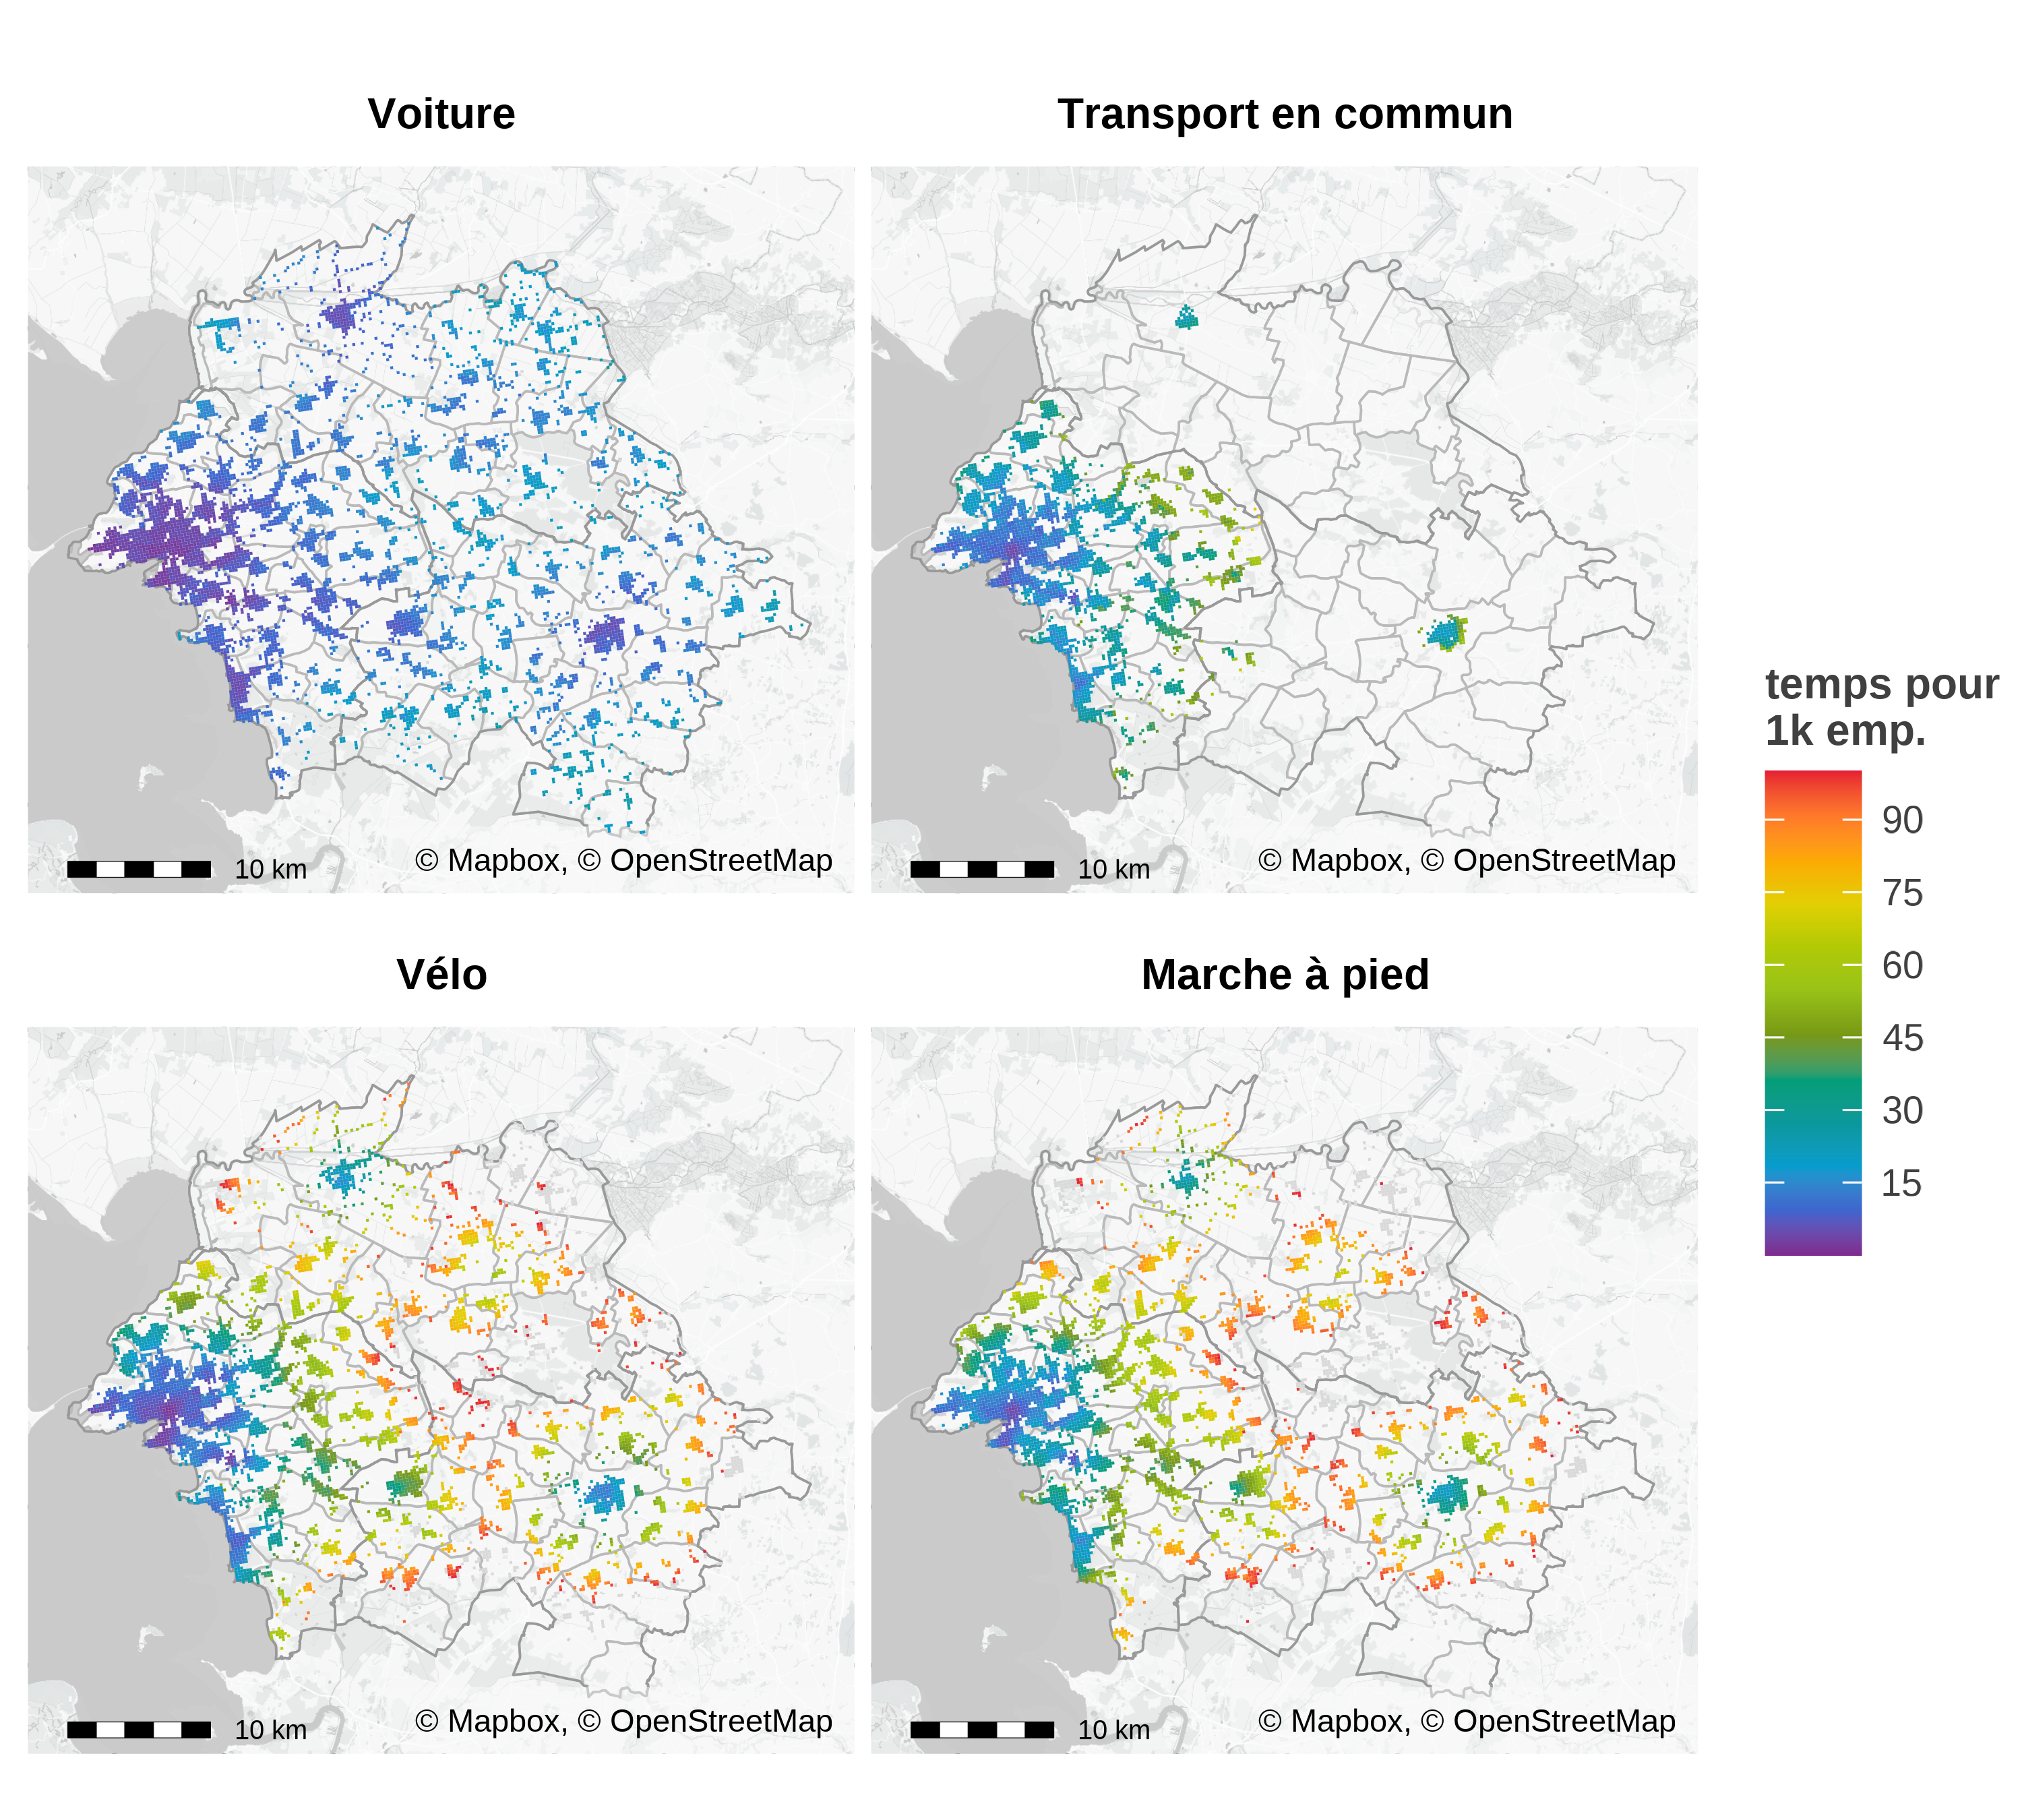 Voiture
Transport en commun
10 km
© Mapbox, © OpenStreetMap
10 km
© Mapbox, © OpenStreetMap
temps pour
1k emp.
90
75
60
45
30
15
Vélo
Marche à pied
10 km
© Mapbox, © OpenStreetMap
10 km
© Mapbox, © OpenStreetMap